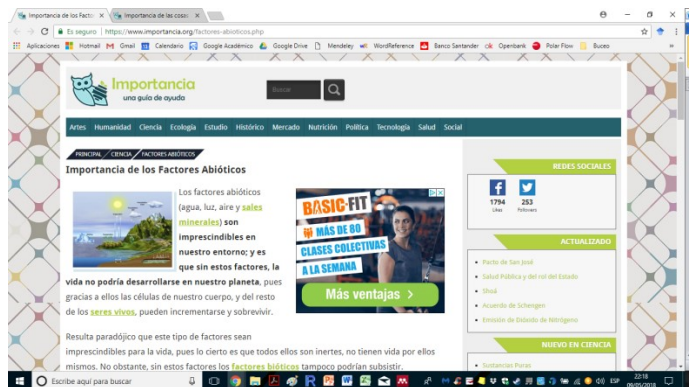 Importancia de los Facto
Importancia de las cosas
Es seguro | https://www.importancia.org/factores-abioticos.php
Aplicaciones Hotmail Gmail Calendario Google Académico Google Drive Mendeley WordReference Banco Santander Openbank Polar Flow Buceo
Importancia
una guía de ayuda
Buscar
Artes Humanidad Ciencia Ecología Estudio Histórico Mercado Nutrición Política Tecnología Salud Social
PRINCIPAL CIENCIA FACTORES ABIÓTICOS
Importancia de los Factores Abióticos
Los factores abióticos
(agua, luz, aire y sales
minerales) son
imprescindibles en
nuestro entorno; y es
que sin estos factores, la
vida no podría desarrollarse en nuestro planeta, pues
gracias a ellos las células de nuestro cuerpo, y del resto
de los seres vivos, pueden incrementarse y sobrevivir.
Resulta paradójico que este tipo de factores sean
imprescindibles para la vida, pues lo cierto es que todos ellos son inertes, no tienen vida por ellos
mismos. No obstante, sin estos factores los factores bióticos tampoco podrían subsistir.
BASIC-FIT
MÁS DE 80
CLASES COLECTIVAS
A LA SEMANA
Más ventajas >
REDES SOCIALES
1794 253
Likes Followers
ACTUALIZADO
Pacto de San José
Salud Pública y del rol del Estado
Shoá
Acuerdo de Schengen
Emisión de Dióxido de Nitrógeno
NUEVO EN CIENCIA
Sustancias Puras
Escribe aquí para buscar
ESP
22:18
09/05/2018